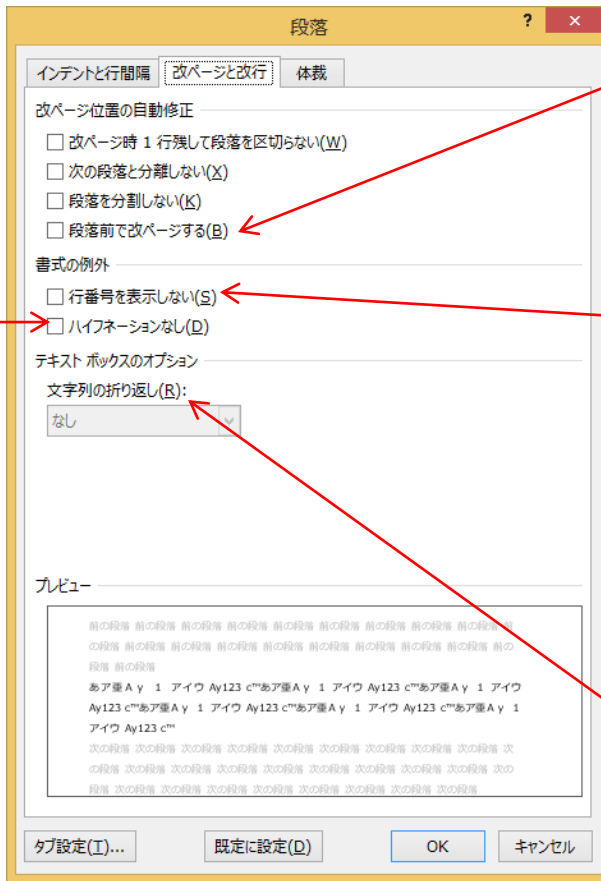 段落
? ×
インデントと行間隔 改ページと改行 体裁
改ページ位置の自動修正
改ページ時 1 行残して段落を区切らない(W)
次の段落と分離しない(X)
段落を分割しない(K)
段落前で改ページする(B)
書式の例外
行番号を表示しない(S)
ハイフネーションなし(D)
テキスト ボックスのオプション
文字列の折り返し(R):
なし
プレビュー
前の段落 前の段落 前の段落 前の段落 前の段落 前の段落 前の段落 前の段落 前の段落 前
の段落 前の段落 前の段落 前の段落 前の段落 前の段落 前の段落 前の段落 前の段落 前の
段落 前の段落
あア亜Ａｙ １ アイウ Ay123 c™あア亜Ａｙ １ アイウ Ay123 c™あア亜Ａｙ １ アイウ
Ay123 c™あア亜Ａｙ １ アイウ Ay123 c™あア亜Ａｙ １ アイウ Ay123 c™あア亜Ａｙ １
アイウ Ay123 c™
次の段落 次の段落 次の段落 次の段落 次の段落 次の段落 次の段落 次の段落 次の段落 次
の段落 次の段落 次の段落 次の段落 次の段落 次の段落 次の段落 次の段落 次の段落 次の
段落 次の段落 次の段落 次の段落 次の段落 次の段落 次の段落 次の段落 次の段落
タブ設定(T)... 既定に設定(D) OK キャンセル